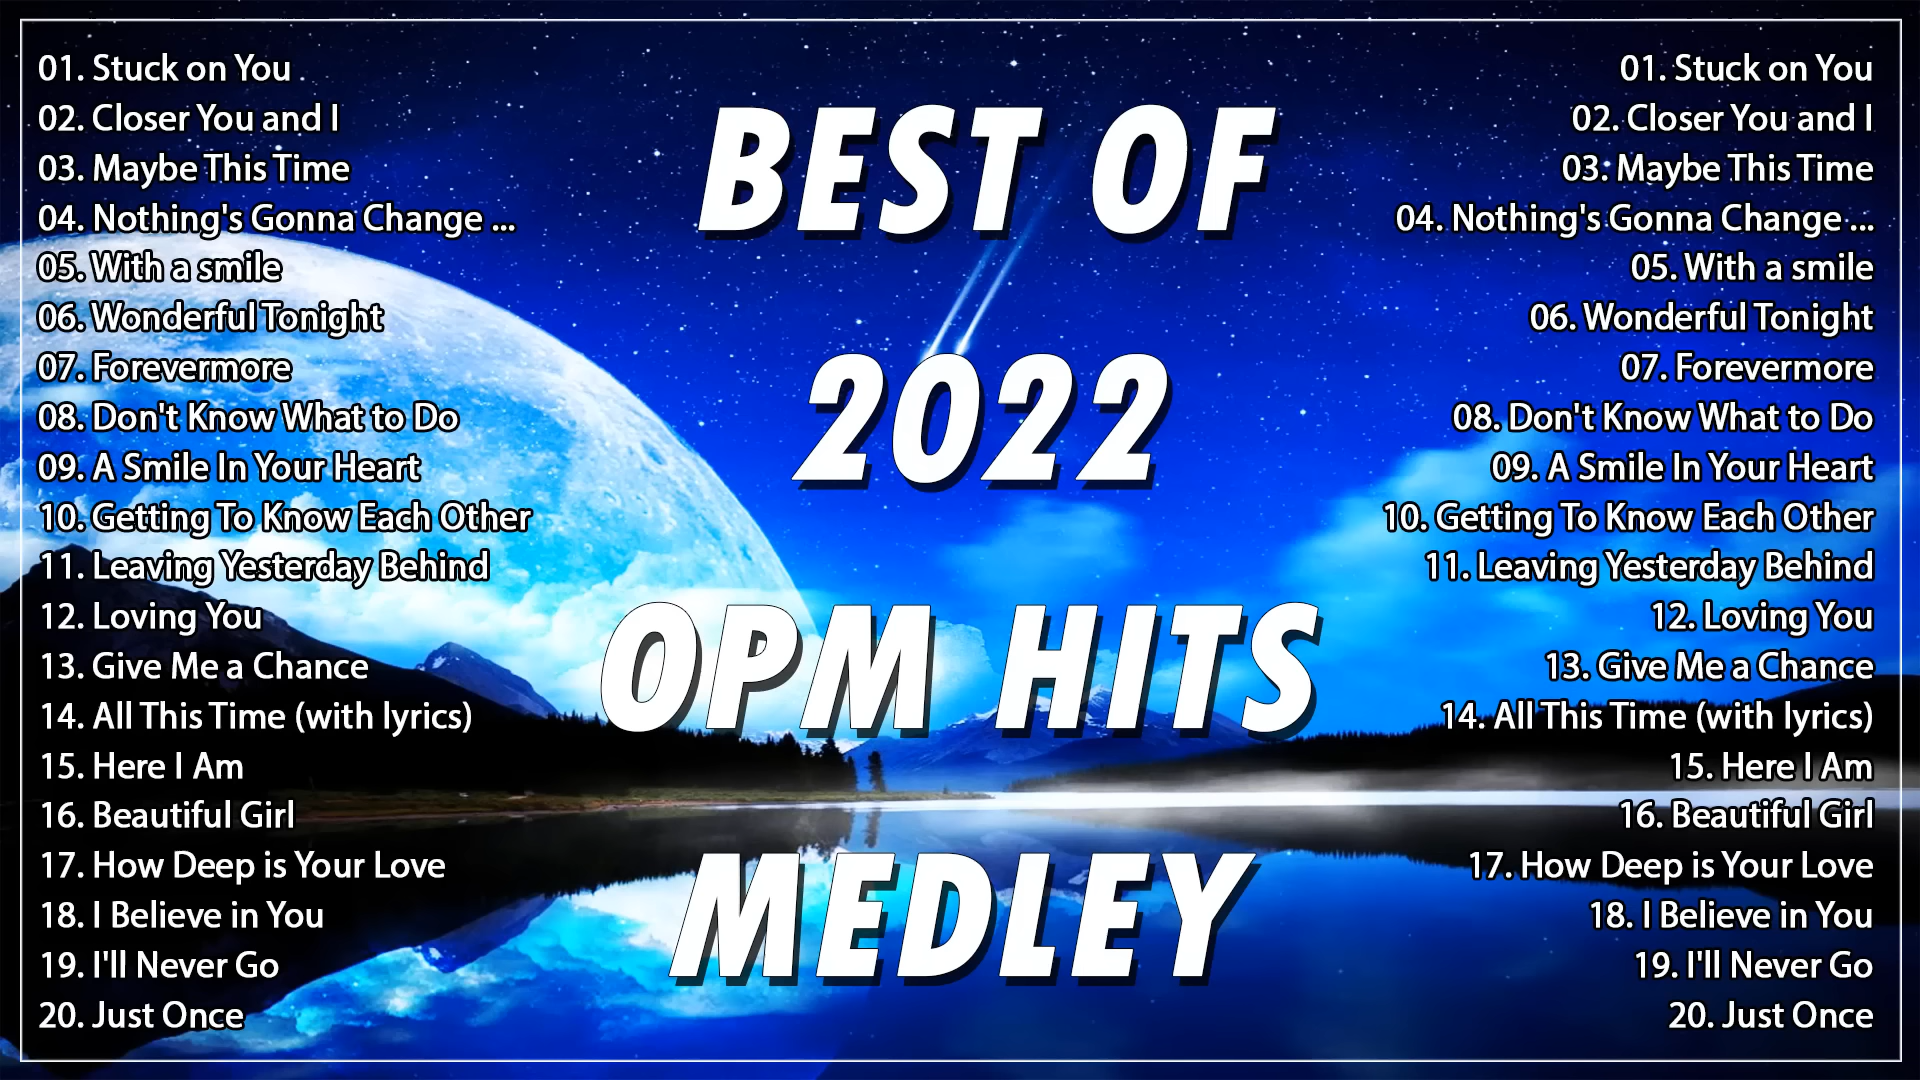 01. Stuck on You
02. Closer You and I
03. Maybe This Time
04. Nothing's Gonna Change ...
05. With a smile
06. Wonderful Tonight
07. Forevermore
08. Don't Know What to Do
09. A Smile In Your Heart
10. Getting To Know Each Other
11. Leaving Yesterday Behind
12. Loving You
13. Give Me a Chance
14. All This Time (with lyrics)
15. Here I Am
16. Beautiful Girl
17. How Deep is Your Love
18. I Believe in You
19. I'll Never Go
20. Just Once
BEST OF
2022
OPM HITS
MEDLEY
01. Stuck on You
02. Closer You and I
03. Maybe This Time
04. Nothing's Gonna Change ...
05. With a smile
06. Wonderful Tonight
07. Forevermore
08. Don't Know What to Do
09. A Smile In Your Heart
10. Getting To Know Each Other
11. Leaving Yesterday Behind
12. Loving You
13. Give Me a Chance
14. All This Time (with lyrics)
15. Here I Am
16. Beautiful Girl
17. How Deep is Your Love
18. I Believe in You
19. I'll Never Go
20. Just Once